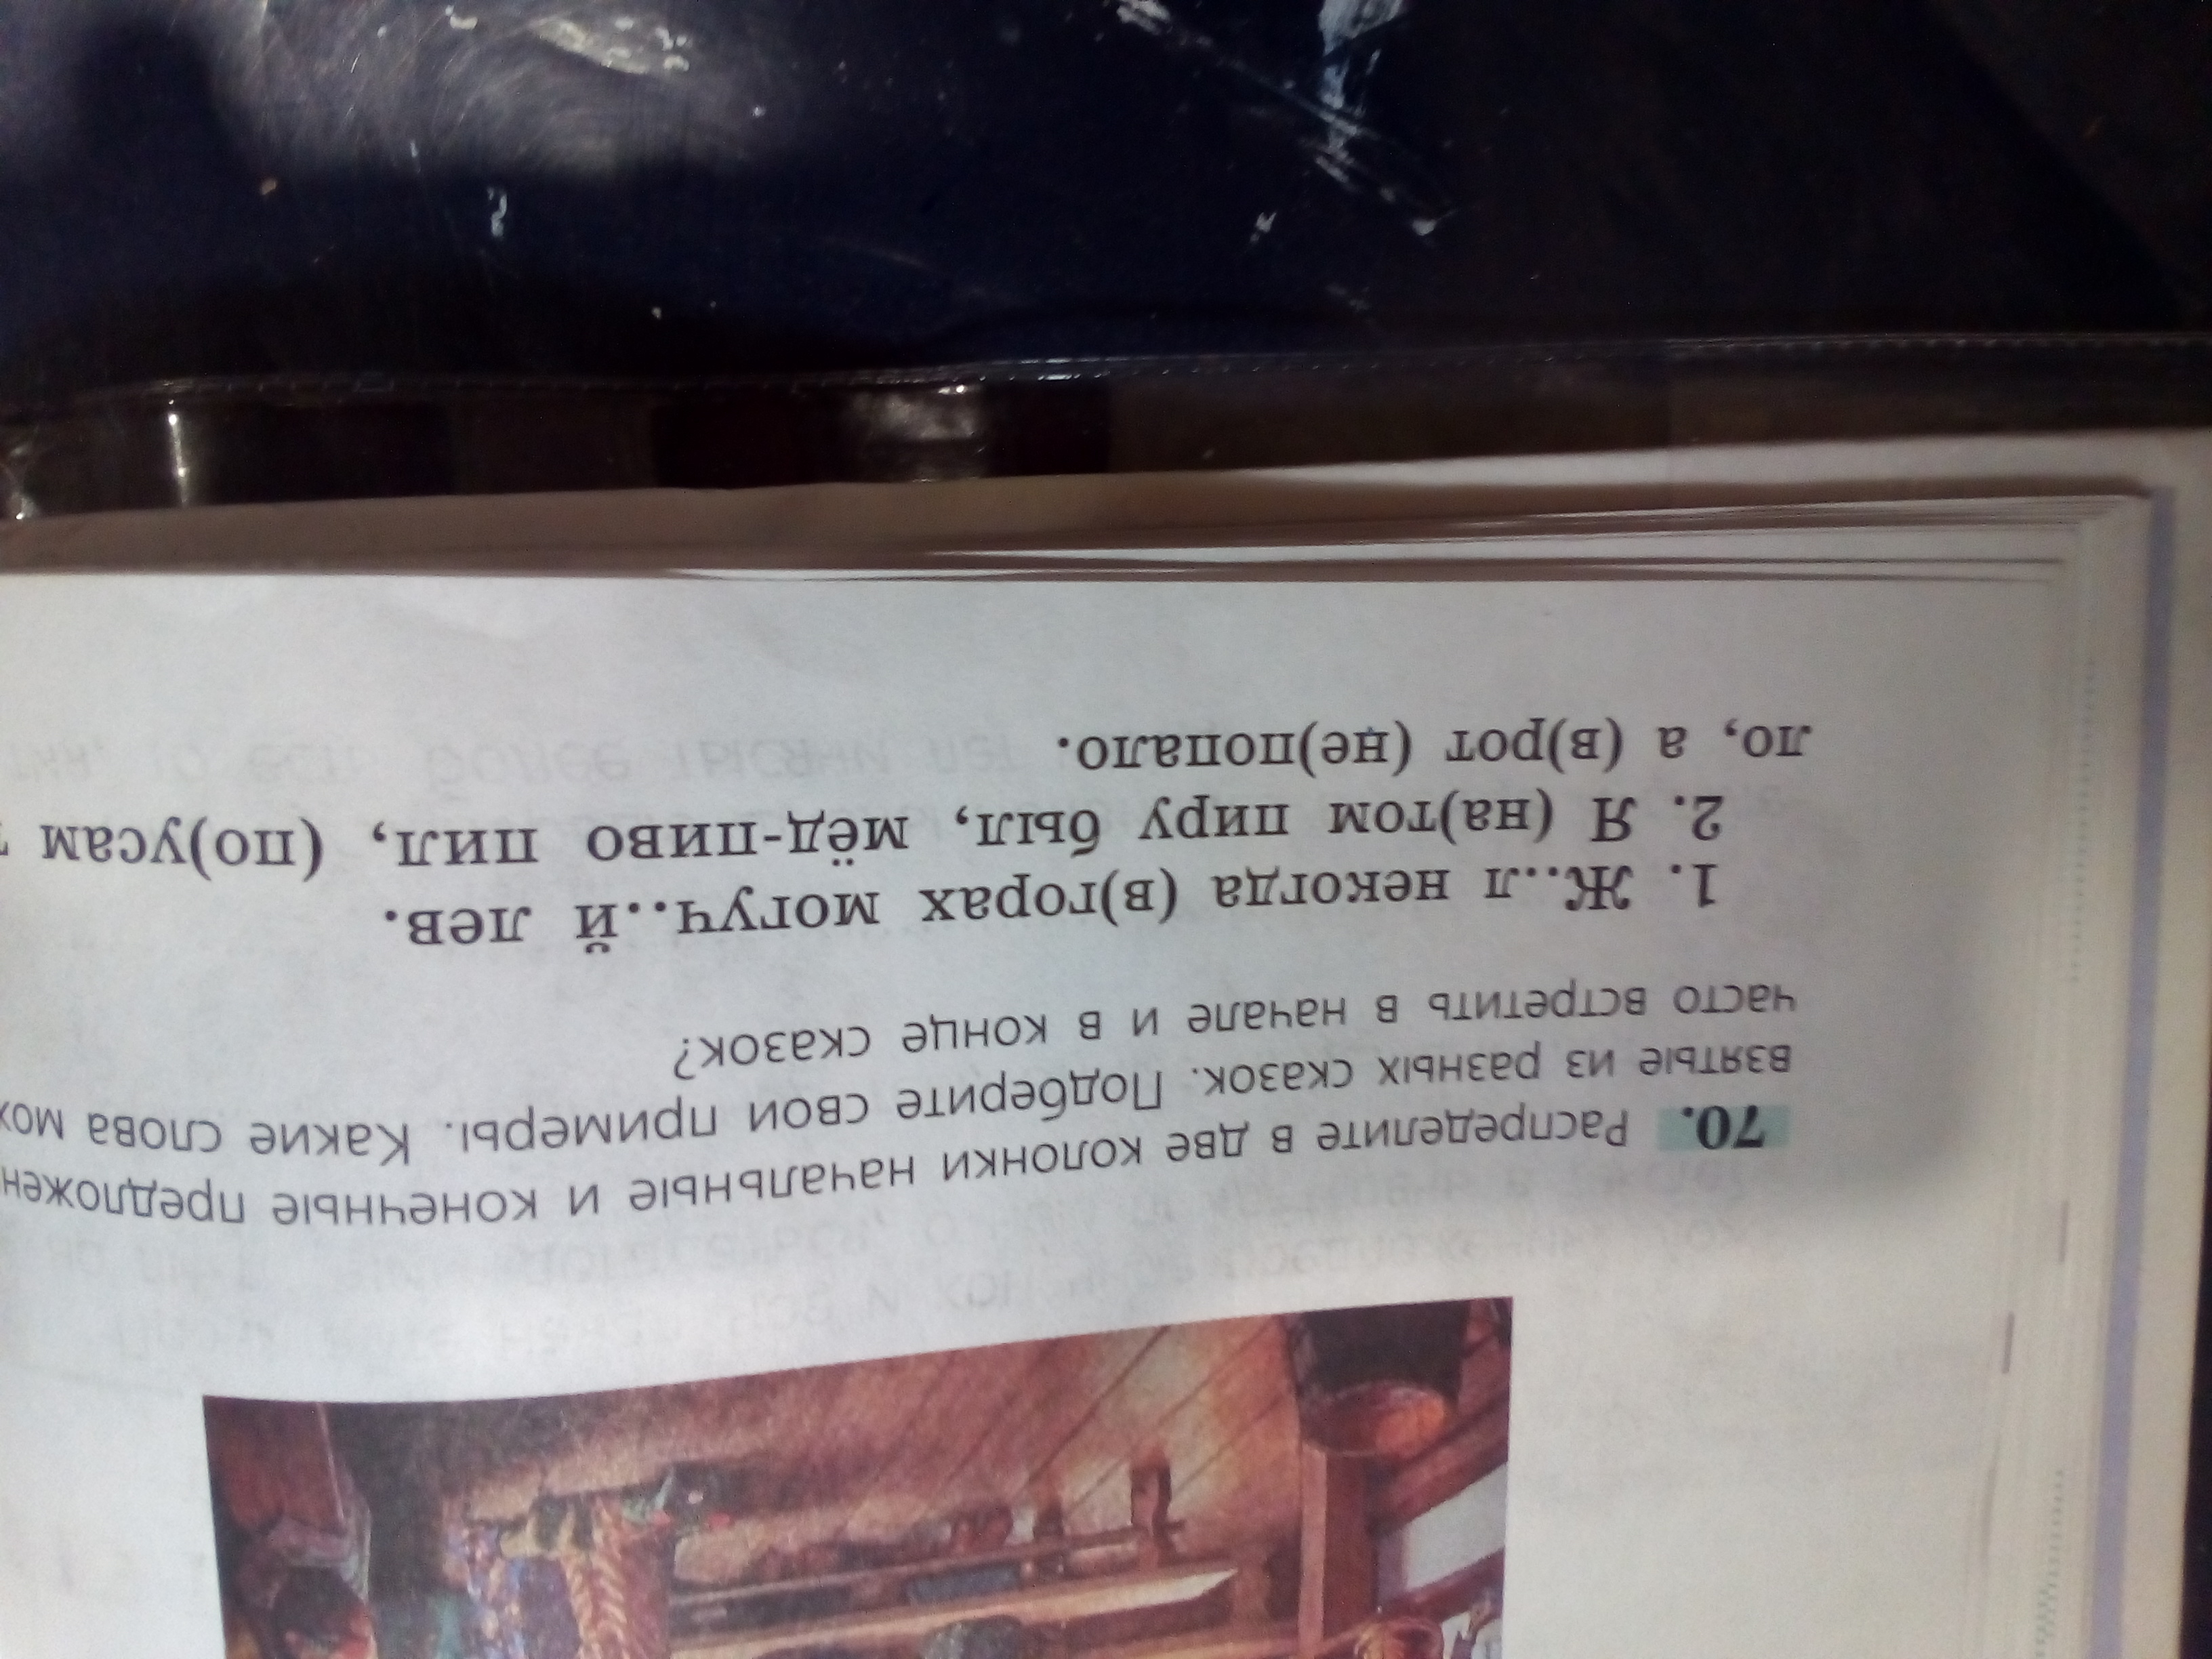 70. Распределите в две колонки начальные и конечные предложен
взятые из разных сказок. Подберите свои примеры. Какие слова мож
часто встретить в начале и в конце сказок?
1. Ж..л некогда (в)горах могуч..й лев.
2. Я (на)том пиру был, мёд-пиво пил, (по)усам т
ло, а (в)рот (не)попало.